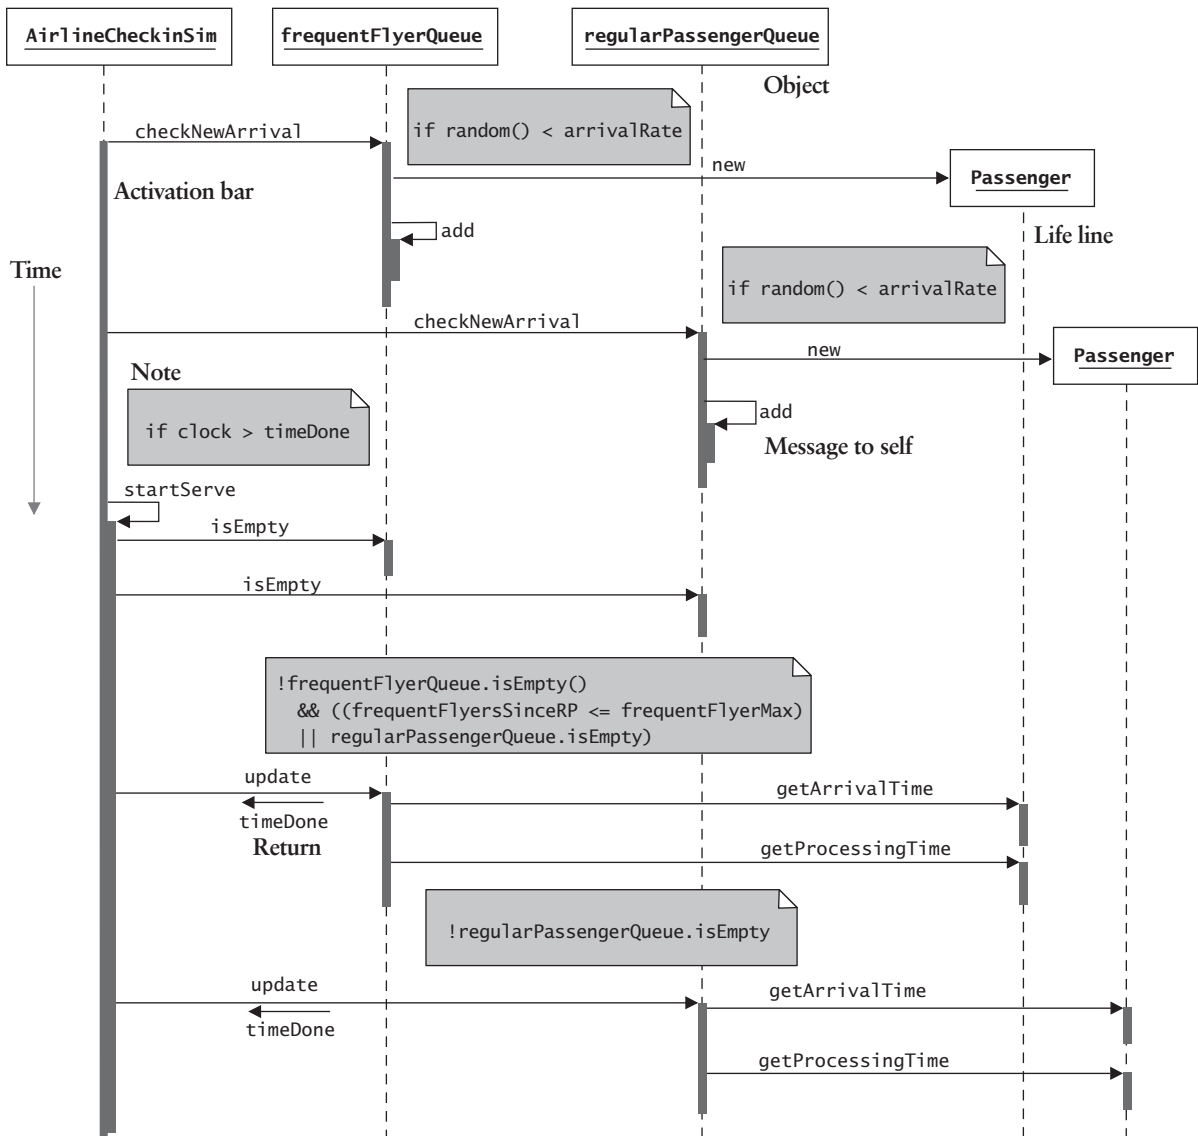 AirlineCheckinSim
frequentFlyerQueue
regularPassengerQueue
Object
if random() < arrivalRate
checkNewArrival
new
Passenger
Activation bar
add
Life line
Time
if random() < arrivalRate
checkNewArrival
new
Passenger
Note
if clock > timeDone
add
Message to self
startServe
isEmpty
isEmpty
!frequentFlyerQueue.isEmpty()
&& ((frequentFlyersSinceRP <= frequentFlyerMax)
|| regularPassengerQueue.isEmpty)
update
getArrivalTime
timeDone
Return
getProcessingTime
!regularPassengerQueue.isEmpty
update
getArrivalTime
timeDone
getProcessingTime